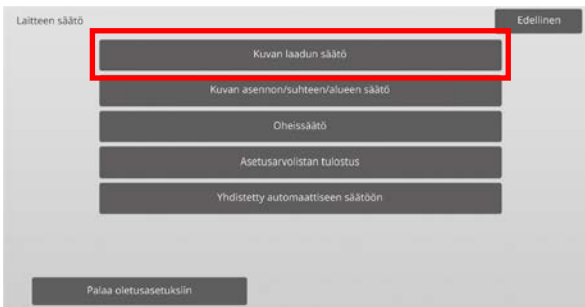 Laitteen säätö
Edellinen
Kuvan laadun säätö
Kuvan asennon/suhteen/alueen säätö
Oheissäätö
Asetusarvolistan tulostus
Yhdistetty automaattiseen säätöön
Palaa oletusasetuksiin